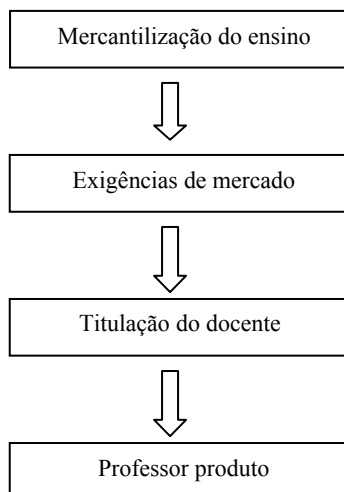 Mercantilização do ensino
Exigências de mercado
Titulação do docente
Professor produto